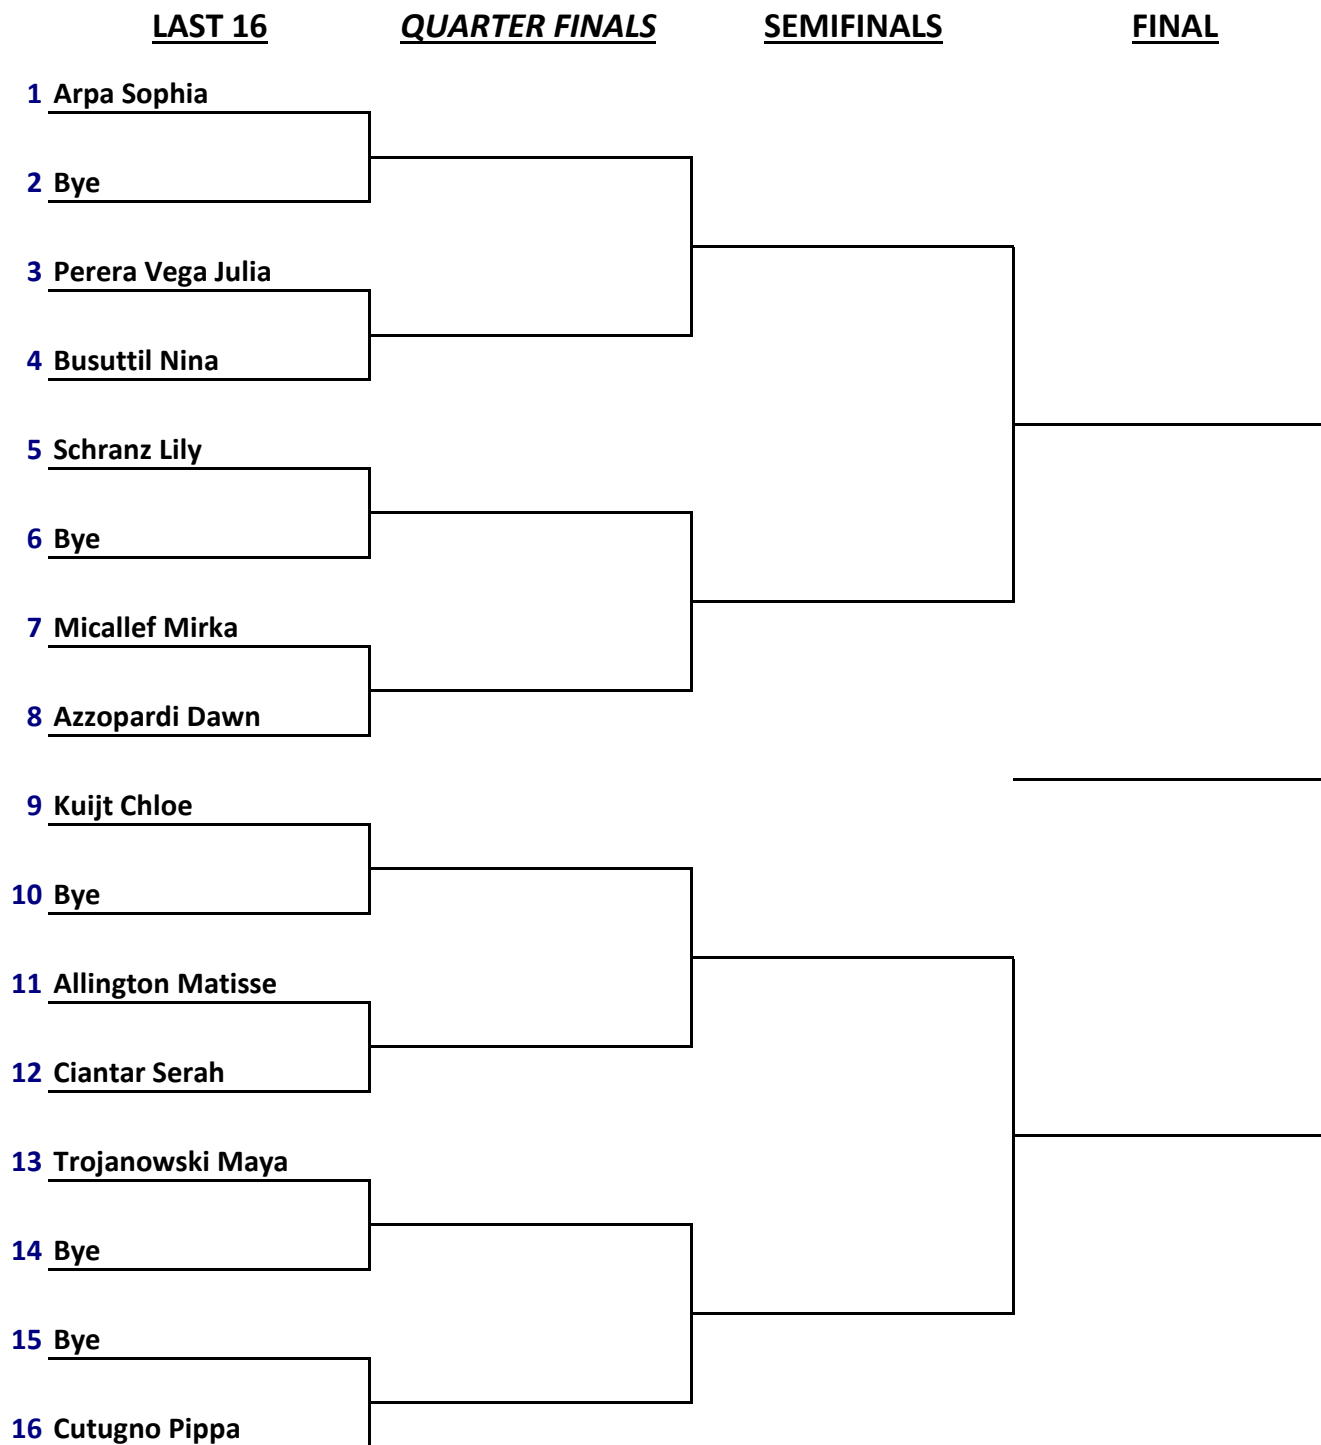 LAST 16 QUARTER FINALS SEMIFINALS FINAL
1 Arpa Sophia
2 Bye
3 Perera Vega Julia
4 Busuttil Nina
5 Schranz Lily
6 Bye
7 Micallef Mirka
8 Azzopardi Dawn
9 Kuijt Chloe
10 Bye
11 Allington Matisse
12 Ciantar Serah
13 Trojanowski Maya
14 Bye
15 Bye
16 Cutugno Pippa